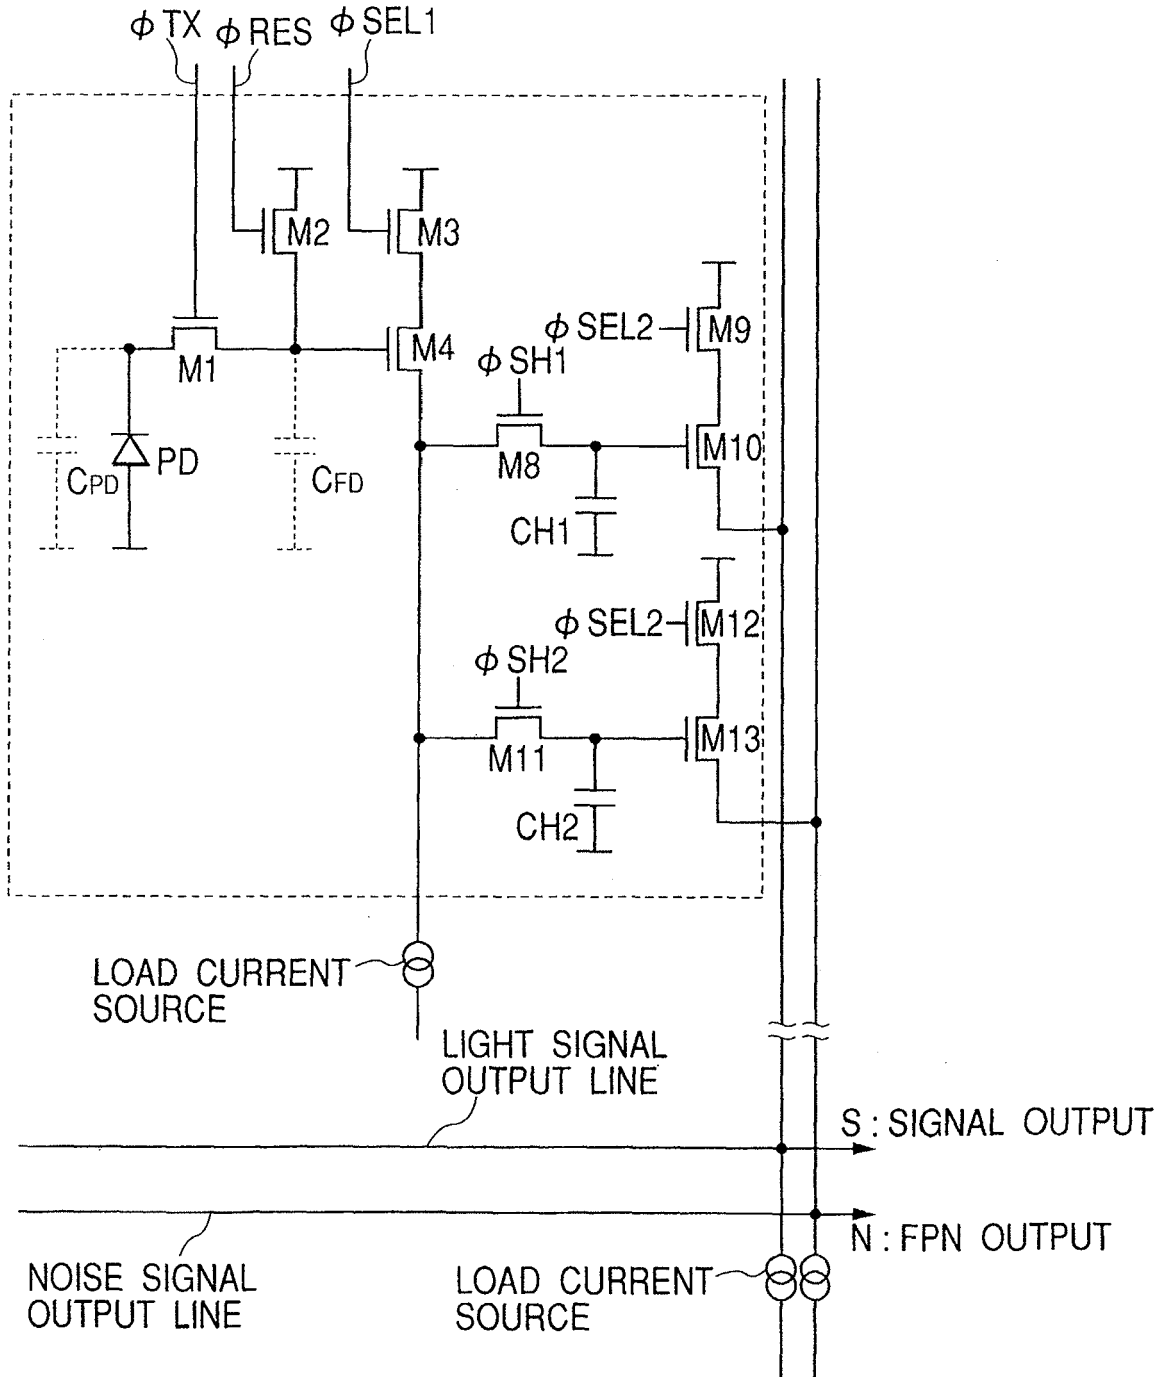 ϕTX
ϕRES
ϕSEL1
M2
M3
ϕSEL2
M9
M1
M4
ϕSH1
CPD
PD
CFD
M8
M10
CH1
ϕSEL2
M12
ϕSH2
M11
M13
CH2
LOAD CURRENT
SOURCE
LIGHT SIGNAL
OUTPUT LINE
S : SIGNAL OUTPUT
N : FPN OUTPUT
NOISE SIGNAL
OUTPUT LINE
LOAD CURRENT
SOURCE